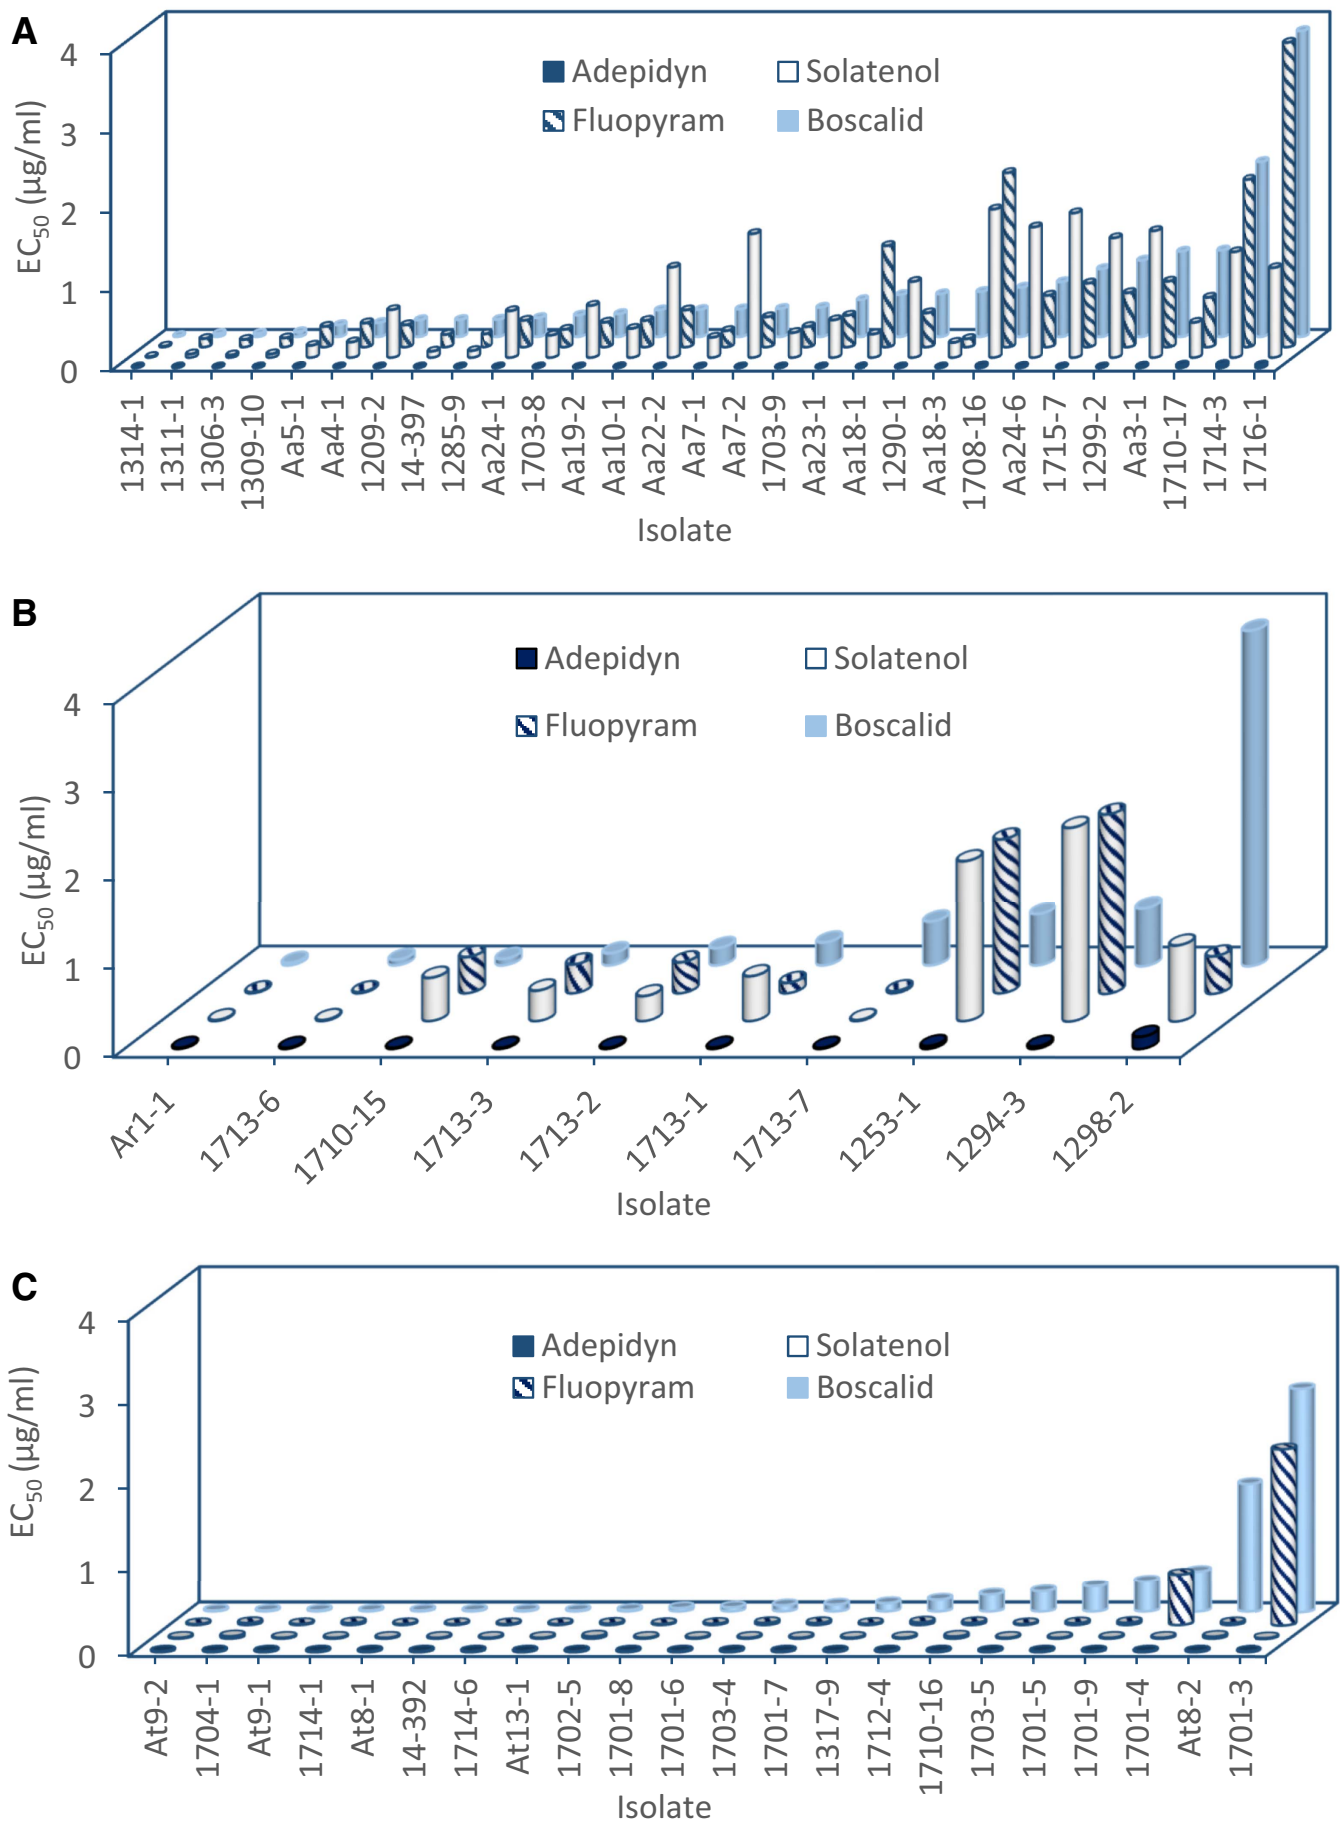 A
4
3
2
1
0
EC50 (µg/ml)
Adepidyn Solatenol
Fluopyram Boscalid
1314-1 1311-1 1306-3 1309-10 Aa5-1 Aa4-1 1209-2 14-397 1285-9 Aa24-1 1703-8 Aa19-2 Aa10-1 Aa22-2 Aa7-1 Aa7-2 1703-9 Aa23-1 Aa18-1 1290-1 Aa18-3 1708-16 Aa24-6 1715-7 1299-2 Aa3-1 1710-17 1714-3 1716-1
Isolate
B
4
3
2
1
0
EC50 (µg/ml)
Adepidyn Solatenol
Fluopyram Boscalid
Ar1-1 1713-6 1710-15 1713-3 1713-2 1713-1 1713-7 1253-1 1294-3 1298-2
Isolate
C
4
3
2
1
0
EC50 (µg/ml)
Adepidyn Solatenol
Fluopyram Boscalid
At9-2 1704-1 At9-1 1714-1 At8-1 14-392 1714-6 At13-1 1702-5 1701-8 1701-6 1703-4 1701-7 1317-9 1712-4 1710-16 1703-5 1701-5 1701-9 1701-4 At8-2 1701-3
Isolate